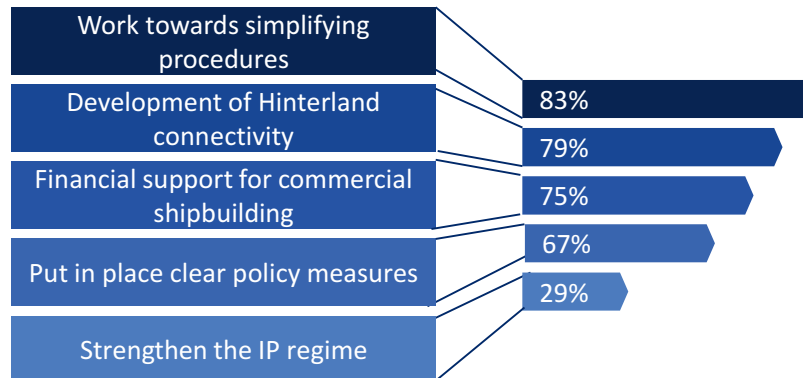 Work towards simplifying
procedures
83%
Development of Hinterland
connectivity
79%
Financial support for commercial
shipbuilding
75%
Put in place clear policy measures
67%
Strengthen the IP regime
29%